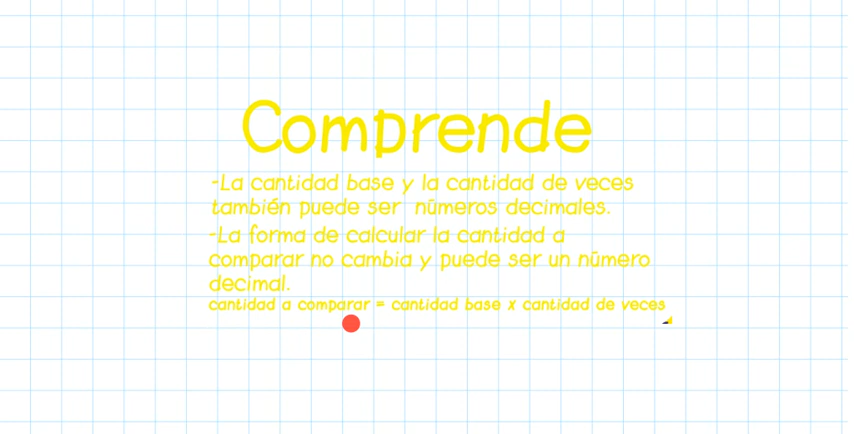 Comprende
-La cantidad base y la cantidad de veces
también puede ser números decimales.
-La forma de calcular la cantidad a
comparar no cambia y puede ser un número
decimal.
cantidad a comparar = cantidad base x cantidad de veces